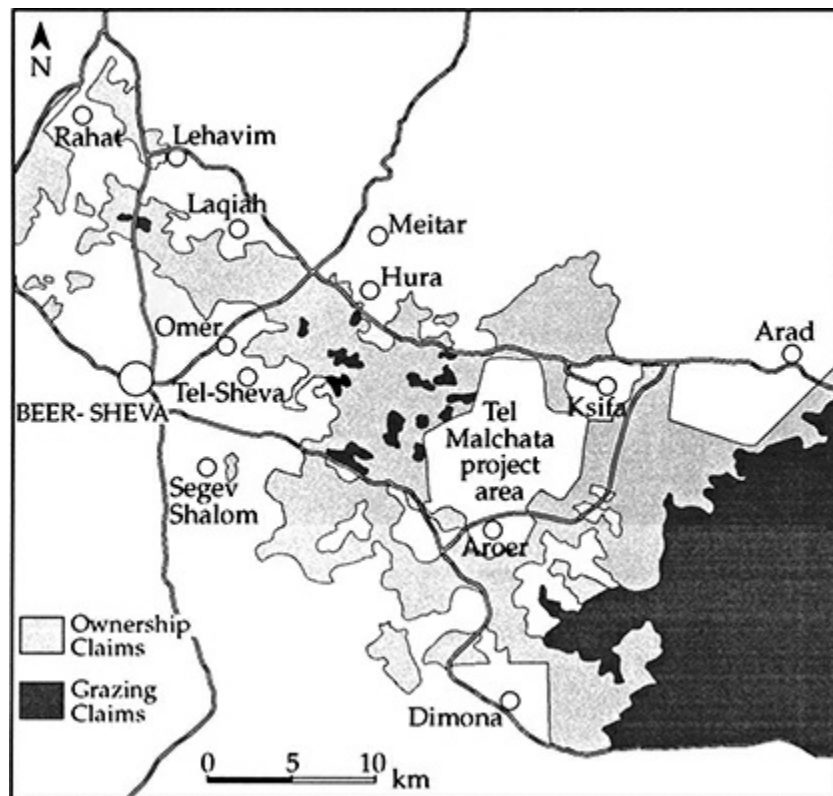 N
Rahat
Lehavim
Laqiah
Meitar
Hura
Omer
Arad
Tel-Sheva
BEER- SHEVA
Ksifa
Tel
Malchata
project
area
Segev
Shalom
Aroer
Ownership
Claims
Grazing
Claims
Dimona
0 5 10
km